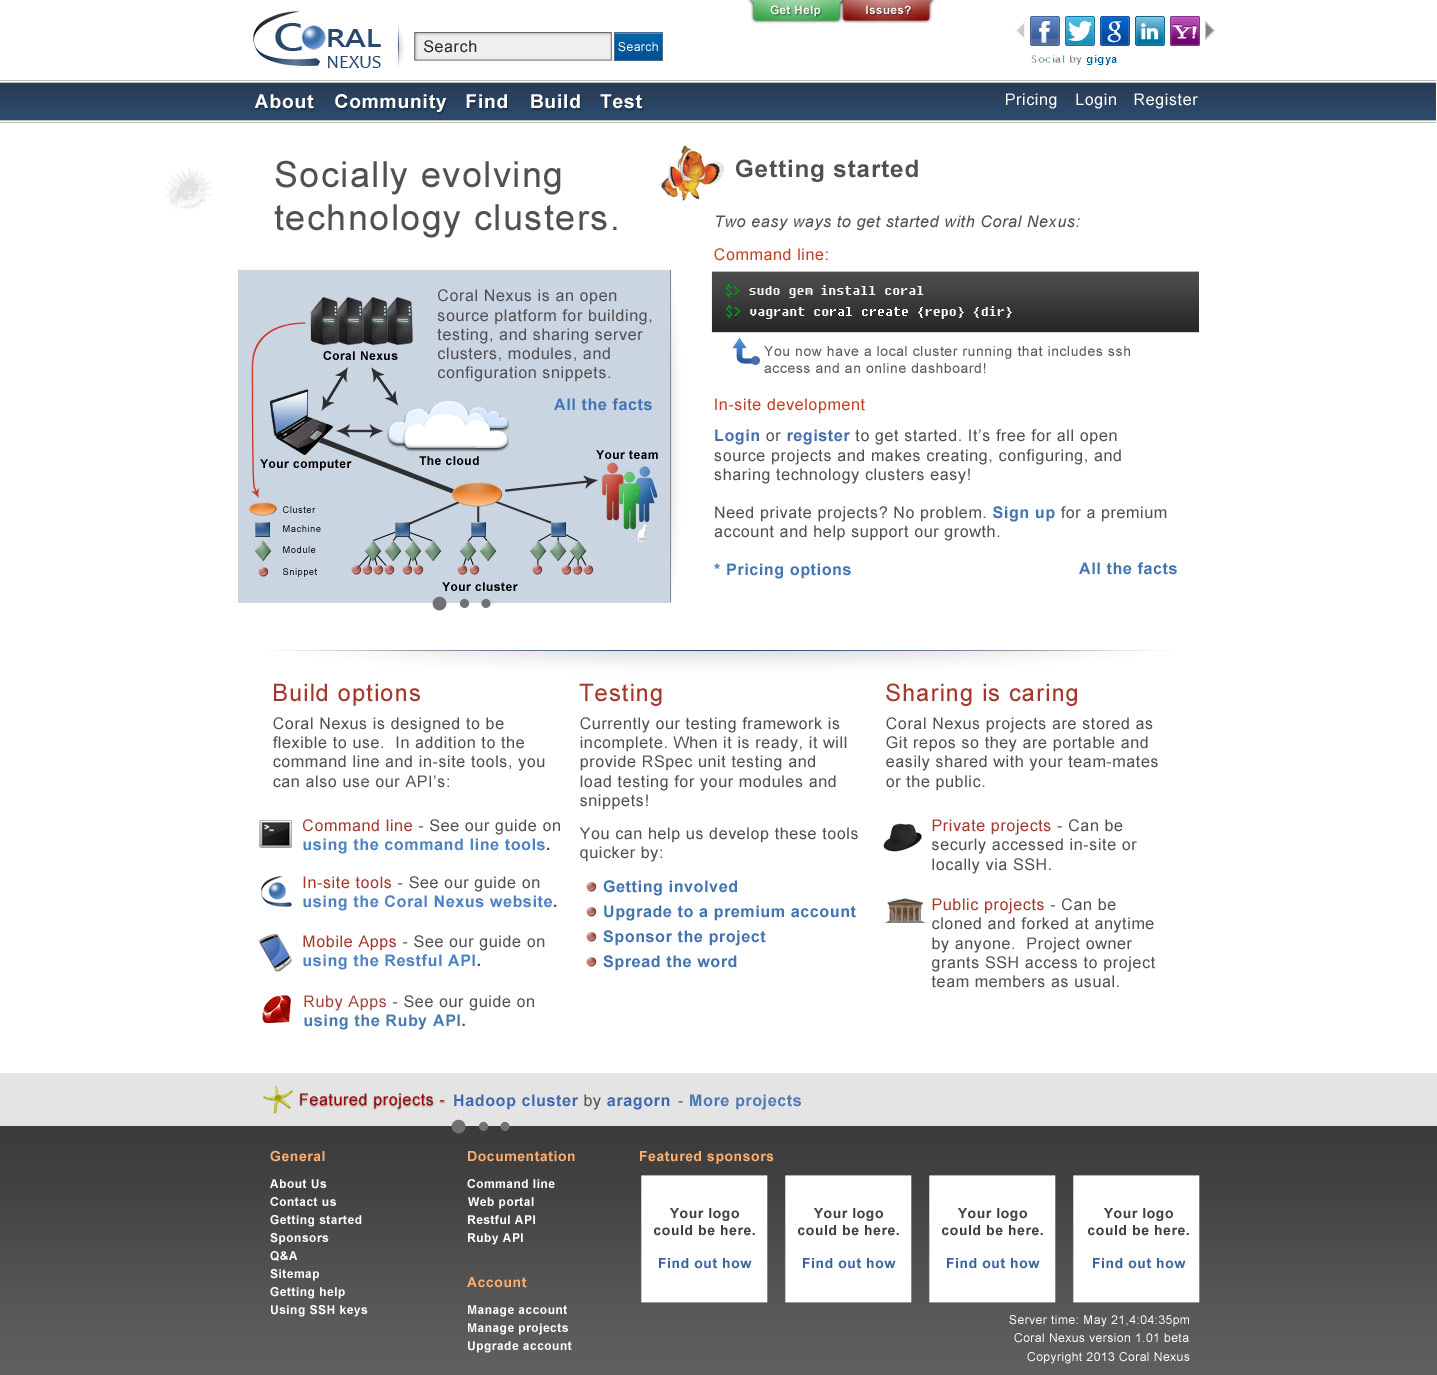 Get Help
Issues?
CORAL
NEXUS
Search
Search
Social by gigya
About
Community
Find
Build
Test
Pricing
Login
Register
Socially evolving
technology clusters.
Coral Nexus is an open
source platform for building,
testing, and sharing server
clusters, modules, and
configuration snippets.
All the facts
Coral Nexus
Your computer
The cloud
Your team
Cluster
Machine
Module
Snippet
Your cluster
Getting started
Two easy ways to get started with Coral Nexus:
Command line:
$> sudo gem install coral
$> vagrant coral create {repo} {dir}
You now have a local cluster running that includes ssh
access and an online dashboard!
In-site development
Login or register to get started. It's free for all open
source projects and makes creating, configuring, and
sharing technology clusters easy!
Need private projects? No problem. Sign up for a premium
account and help support our growth.
* Pricing options
All the facts
Build options
Coral Nexus is designed to be
flexible to use.  In addition to the
command line and in-site tools, you
can also use our API's:
Command line - See our guide on
using the command line tools.
In-site tools - See our guide on
using the Coral Nexus website.
Mobile Apps - See our guide on
using the Restful API.
Ruby Apps - See our guide on
using the Ruby API.
Testing
Currently our testing framework is
incomplete. When it is ready, it will
provide RSpec unit testing and
load testing for your modules and
snippets!
You can help us develop these tools
quicker by:
Getting involved
Upgrade to a premium account
Sponsor the project
Spread the word
Sharing is caring
Coral Nexus projects are stored as
Git repos so they are portable and
easily shared with your team-mates
or the public.
Private projects - Can be
securly accessed in-site or
locally via SSH.
Public projects - Can be
cloned and forked at anytime
by anyone.  Project owner
grants SSH access to project
team members as usual.
Featured projects - Hadoop cluster by aragorn - More projects
General
About Us
Contact us
Getting started
Sponsors
Q&A
Sitemap
Getting help
Using SSH keys
Documentation
Command line
Web portal
Restful API
Ruby API
Account
Manage account
Manage projects
Upgrade account
Featured sponsors
Your logo
could be here.
Find out how
Your logo
could be here.
Find out how
Your logo
could be here.
Find out how
Your logo
could be here.
Find out how
Server time: May 21,4:04:35pm
Coral Nexus version 1.01 beta
Copyright 2013 Coral Nexus